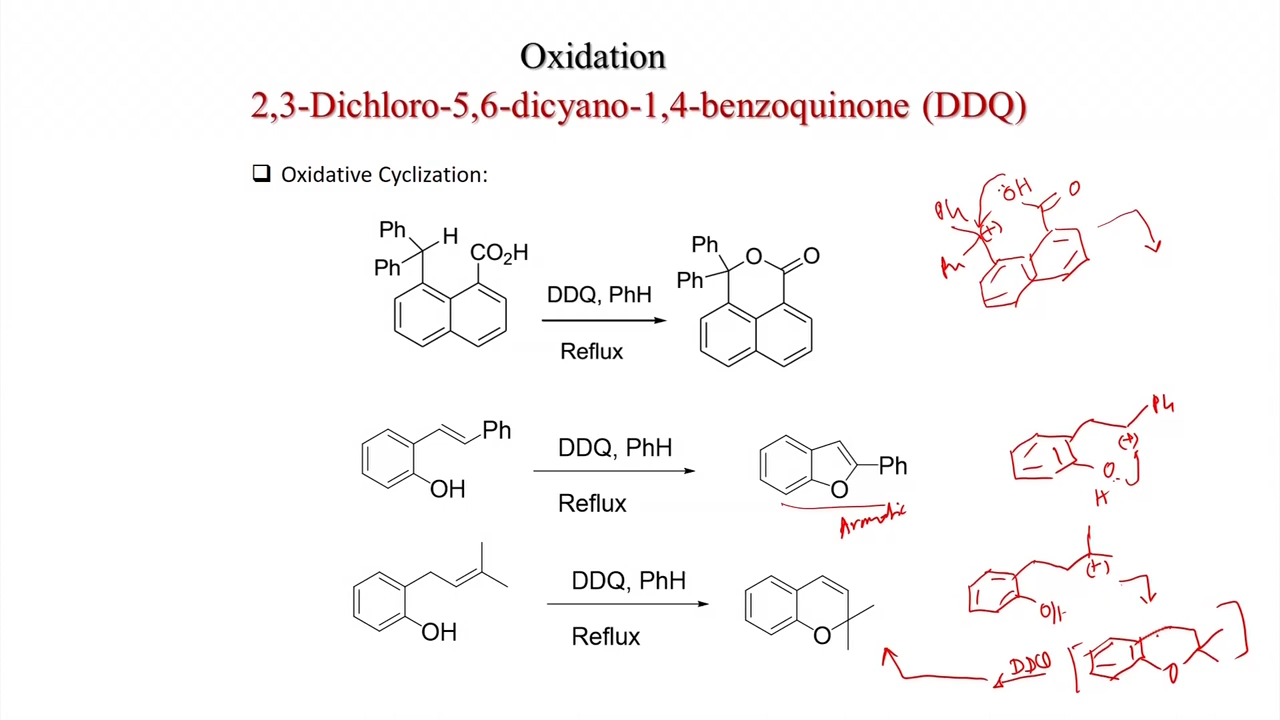 Oxidation
2,3-Dichloro-5,6-dicyano-1,4-benzoquinone (DDQ)
Oxidative Cyclization:
Ph
H
Ph
CO2H
DDQ, PhH
Reflux
Ph
O
O
Ph
Ph
(+)
Ph
OH
O
Ph
OH
DDQ, PhH
Reflux
O
Ph
Aromatic
Ph
(+)
O
H
OH
DDQ, PhH
Reflux
O
(+)
OH
DDQ
O